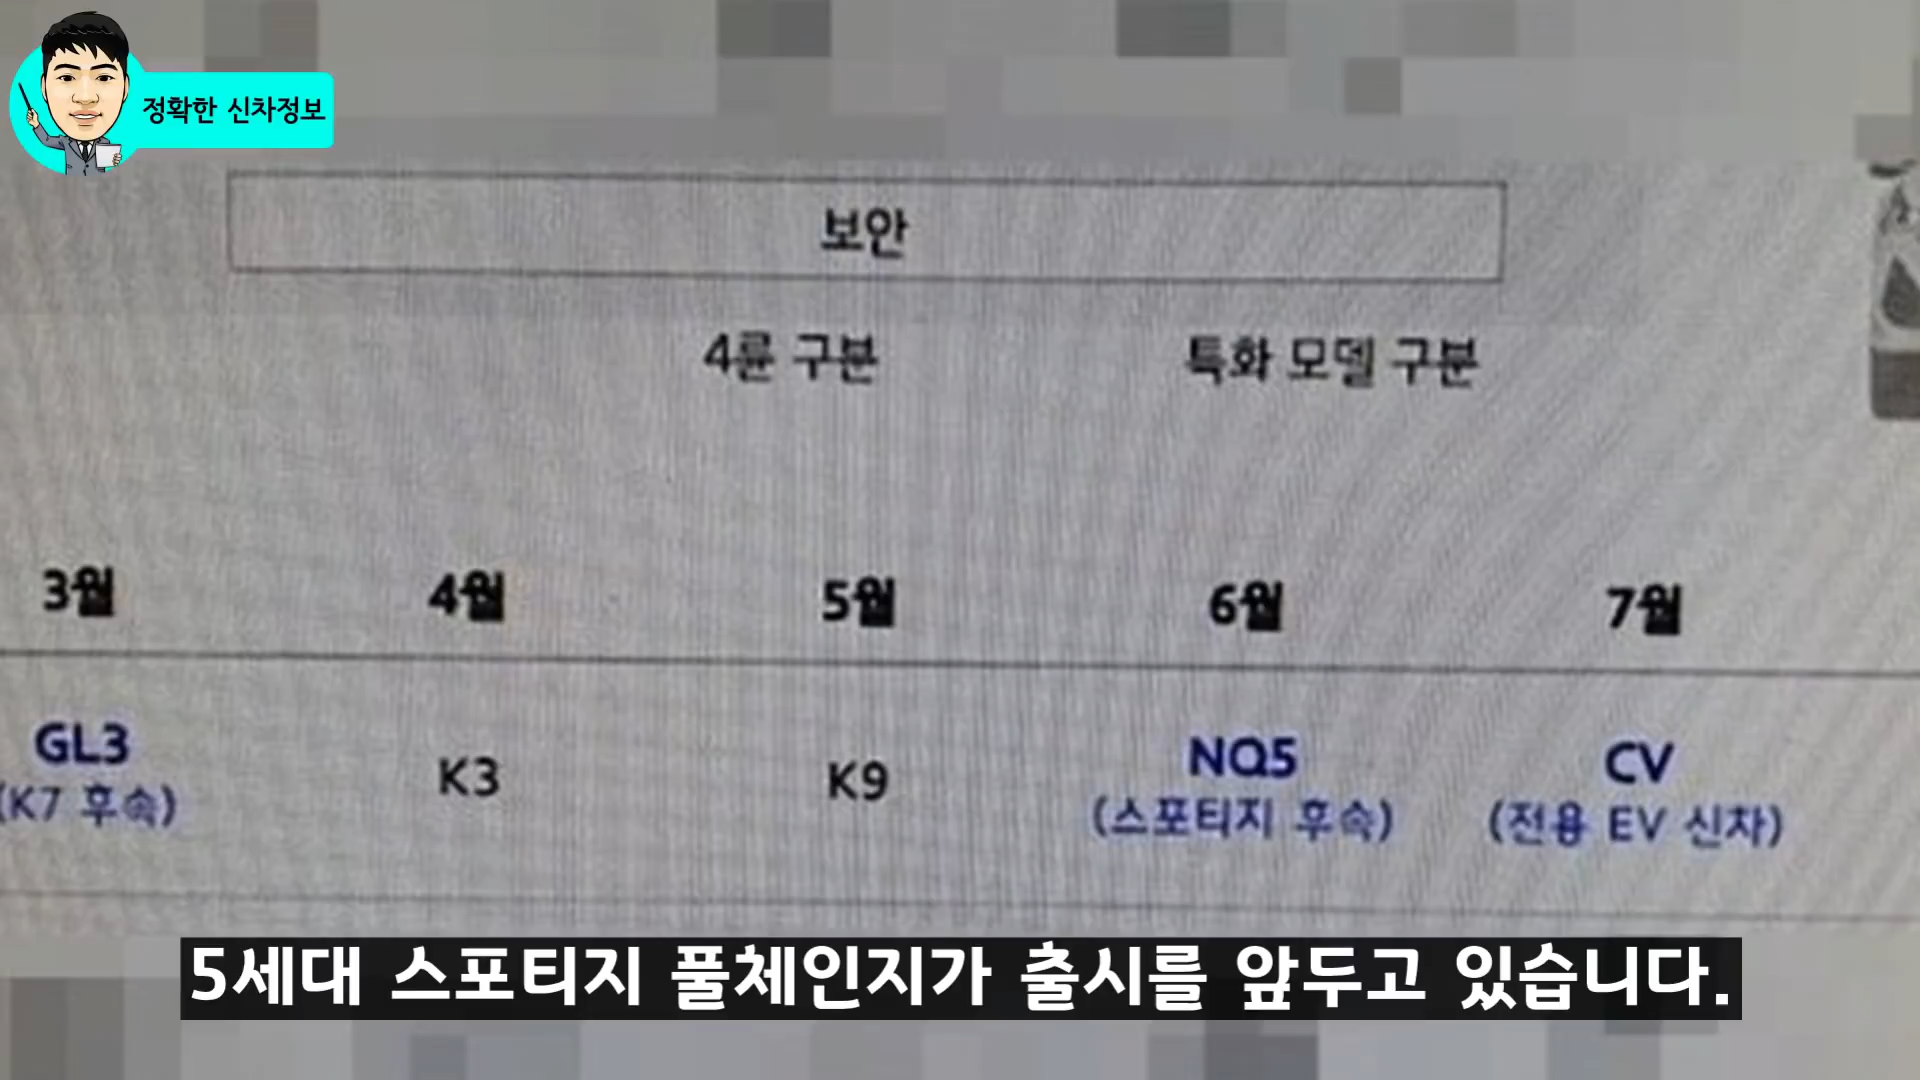 정확한 신차정보
보안
4륜 구분 특화 모델 구분
3월 4월 5월 6월 7월
GL3 K3 K9 NQ5 CV
(K7 후속) (스포티지 후속) (전용 EV 신차)
5세대 스포티지 풀체인지가 출시를 앞두고 있습니다.